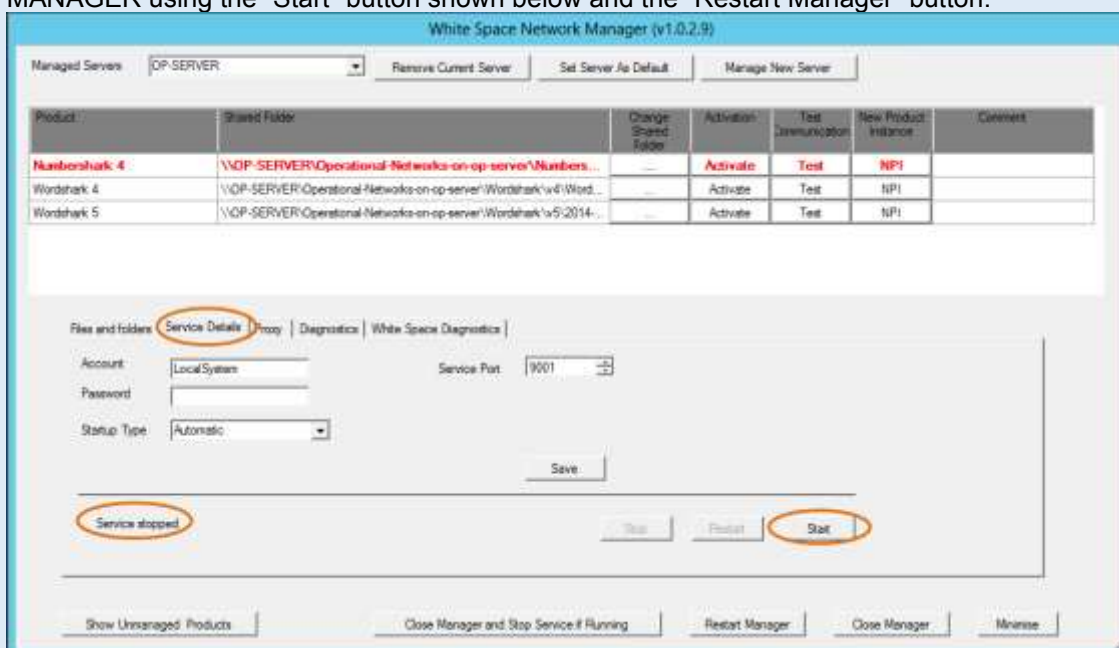 MANAGER using the "Start" button shown below and the "Restart Manager" button.
White Space Network Manager (v1.0.2.9)
Managed Servers OP-SERVER Remove Current Server Set Server As Default Manage New Server
Product Shared Folder Change Shared Folder Activation Test Communication New Product Instance Comment
Numbershark 4 \\OP-SERVER\Operational-Networks-on-op-server\Numbers... ... Activate Test NPI
Wordshark 4 \\OP-SERVER\Operational-Networks-on-op-server\Wordshark\v4\Word... ... Activate Test NPI
Wordshark 5 \\OP-SERVER\Operational-Networks-on-op-server\Wordshark\v5\2014-... ... Activate Test NPI
Files and folders Service Details Proxy Diagnostics White Space Diagnostics
Account LocalSystem Service Port 9001
Password
Startup Type Automatic
Save
Service stopped Stop Restart Start
Show Unmanaged Products Close Manager and Stop Service if Running Restart Manager Close Manager Minimise